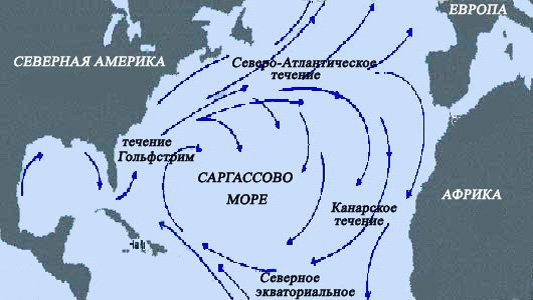 ЕВРОПА
СЕВЕРНАЯ АМЕРИКА
Северо-Атлантическое
течение
течение
Гольфстрим
САРГАССОВО
МОРЕ
АФРИКА
Канарское
течение
Северное
экваториальное